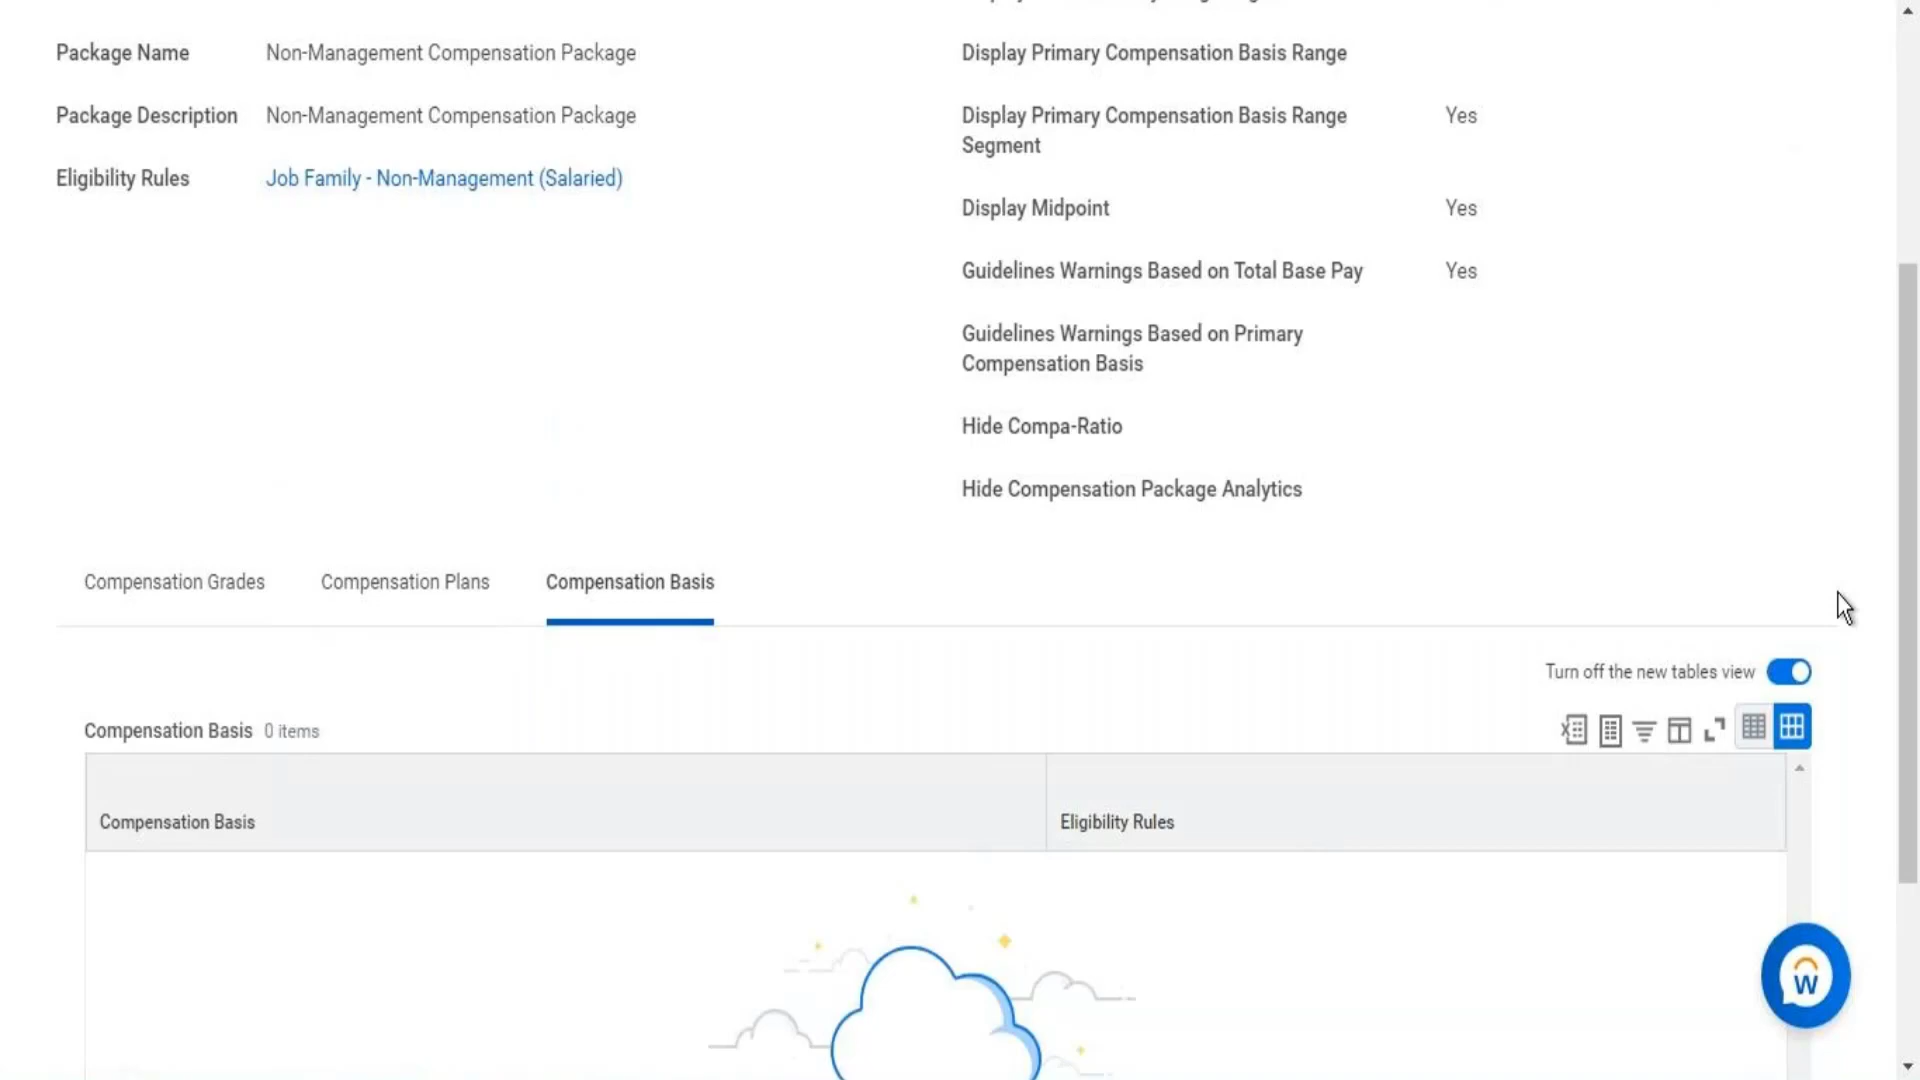 Package Name Non-Management Compensation Package
Display Primary Compensation Basis Range
Package Description Non-Management Compensation Package
Display Primary Compensation Basis Range Segment Yes
Eligibility Rules Job Family - Non-Management (Salaried)
Display Midpoint Yes
Guidelines Warnings Based on Total Base Pay Yes
Guidelines Warnings Based on Primary
Compensation Basis
Hide Compa-Ratio
Hide Compensation Package Analytics
Compensation Grades Compensation Plans Compensation Basis
Turn off the new tables view
Compensation Basis 0 items
Compensation Basis Eligibility Rules
W